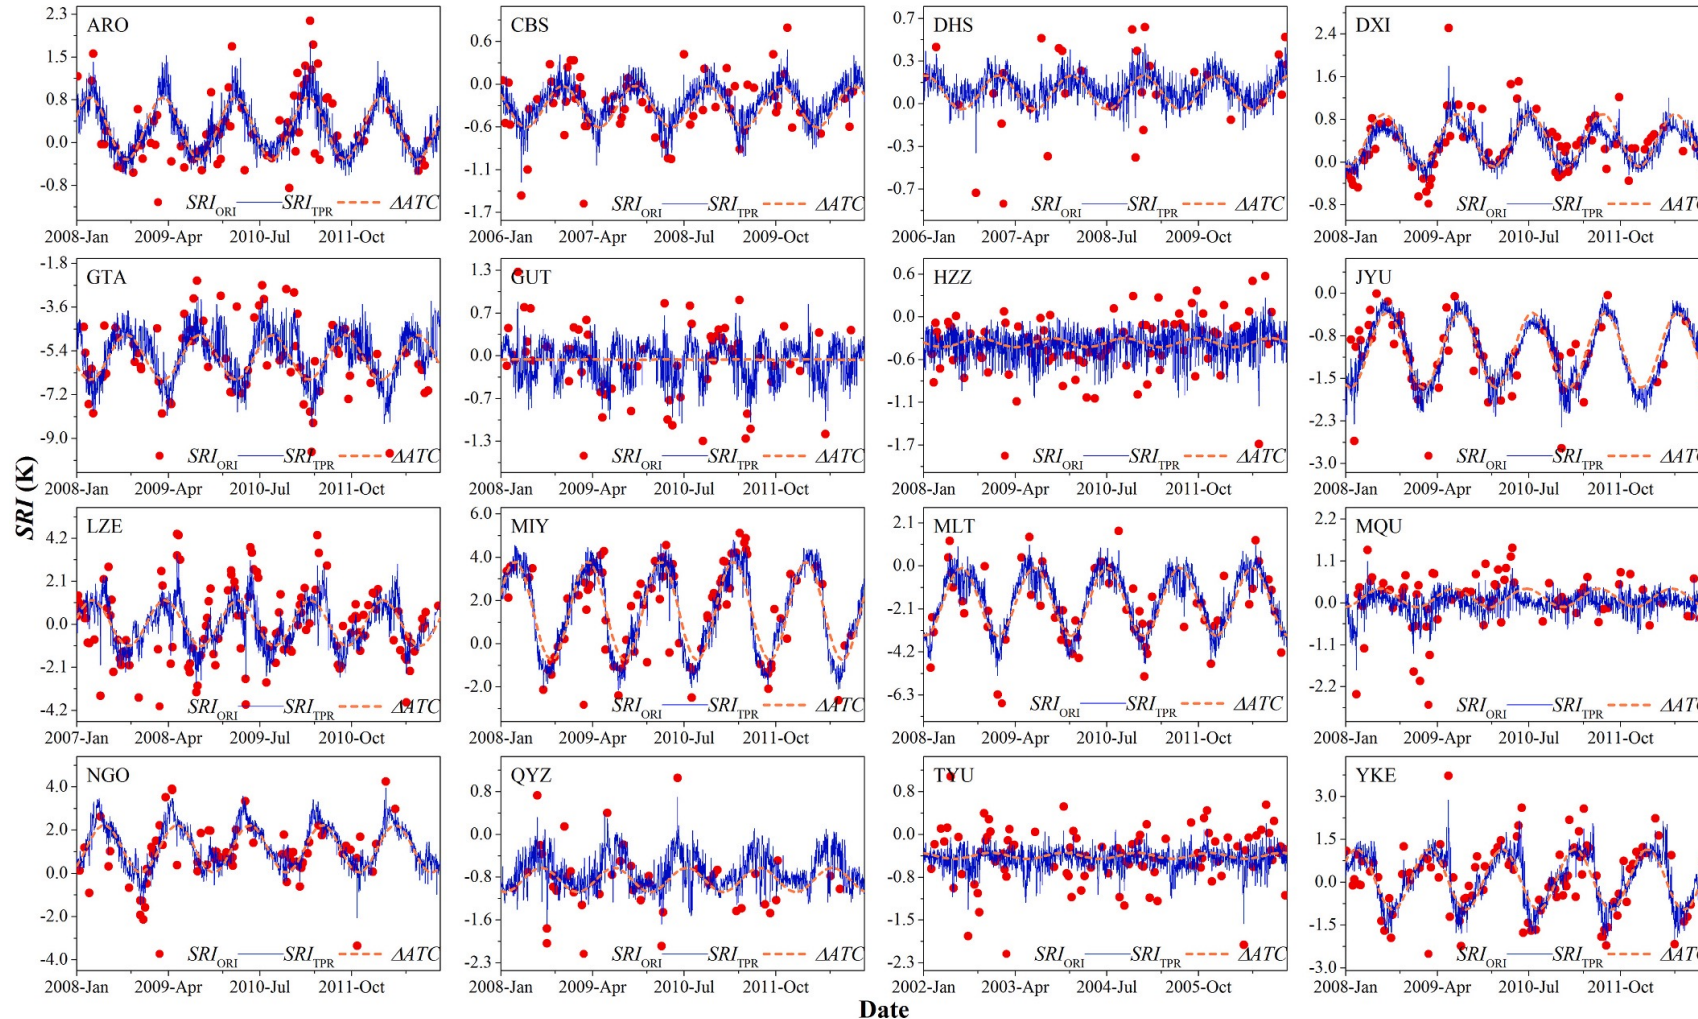 ARO
2.3
1.5
0.8
0.0
-0.8
SRI_ORI SRI_TPR ΔATC
2008-Jan 2009-Apr 2010-Jul 2011-Oct
CBS
0.6
0.0
-0.6
-1.1
-1.7
SRI_ORI SRI_TPR ΔATC
2006-Jan 2007-Apr 2008-Jul 2009-Oct
DHS
0.7
0.3
0.0
-0.3
-0.7
SRI_ORI SRI_TPR ΔATC
2006-Jan 2007-Apr 2008-Jul 2009-Oct
DXI
2.4
1.6
0.8
0.0
-0.8
SRI_ORI SRI_TPR ΔATC
2008-Jan 2009-Apr 2010-Jul 2011-Oct
GTA
-1.8
-3.6
-5.4
-7.2
-9.0
SRI_ORI SRI_TPR ΔATC
2008-Jan 2009-Apr 2010-Jul 2011-Oct
GUT
1.3
0.7
0.0
-0.7
-1.3
SRI_ORI SRI_TPR ΔATC
2008-Jan 2009-Apr 2010-Jul 2011-Oct
HZZ
0.6
0.0
-0.6
-1.1
-1.7
SRI_ORI SRI_TPR ΔATC
2008-Jan 2009-Apr 2010-Jul 2011-Oct
JYU
0.0
-0.8
-1.5
-2.3
-3.0
SRI_ORI SRI_TPR ΔATC
2008-Jan 2009-Apr 2010-Jul 2011-Oct
SRI (K)
LZE
4.2
2.1
0.0
-2.1
-4.2
SRI_ORI SRI_TPR ΔATC
2007-Jan 2008-Apr 2009-Jul 2010-Oct
MIY
6.0
4.0
2.0
0.0
-2.0
SRI_ORI SRI_TPR ΔATC
2008-Jan 2009-Apr 2010-Jul 2011-Oct
MLT
2.1
0.0
-2.1
-4.2
-6.3
SRI_ORI SRI_TPR ΔATC
2008-Jan 2009-Apr 2010-Jul 2011-Oct
MQU
2.2
1.1
0.0
-1.1
-2.2
SRI_ORI SRI_TPR ΔATC
2008-Jan 2009-Apr 2010-Jul 2011-Oct
NGO
4.0
2.0
0.0
-2.0
-4.0
SRI_ORI SRI_TPR ΔATC
2008-Jan 2009-Apr 2010-Jul 2011-Oct
QYZ
0.8
0.0
-0.8
-1.6
-2.3
SRI_ORI SRI_TPR ΔATC
2008-Jan 2009-Apr 2010-Jul 2011-Oct
TYU
0.8
0.0
-0.8
-1.5
-2.3
SRI_ORI SRI_TPR ΔATC
2002-Jan 2003-Apr 2004-Jul 2005-Oct
YKE
3.0
1.5
0.0
-1.5
-3.0
SRI_ORI SRI_TPR ΔATC
2008-Jan 2009-Apr 2010-Jul 2011-Oct
Date